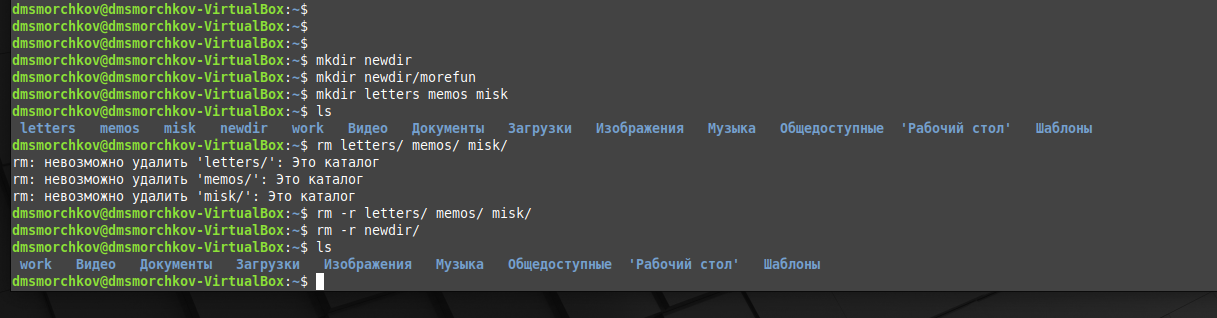 dmsmorchkov@dmsmorchkov-VirtualBox:~$
dmsmorchkov@dmsmorchkov-VirtualBox:~$
dmsmorchkov@dmsmorchkov-VirtualBox:~$
dmsmorchkov@dmsmorchkov-VirtualBox:~$ mkdir newdir
dmsmorchkov@dmsmorchkov-VirtualBox:~$ mkdir newdir/morefun
dmsmorchkov@dmsmorchkov-VirtualBox:~$ mkdir letters memos misk
dmsmorchkov@dmsmorchkov-VirtualBox:~$ ls
letters memos misk newdir work Видео Документы Загрузки Изображения Музыка Общедоступные 'Рабочий стол' Шаблоны
dmsmorchkov@dmsmorchkov-VirtualBox:~$ rm letters/ memos/ misk/
rm: невозможно удалить 'letters/': Это каталог
rm: невозможно удалить 'memos/': Это каталог
rm: невозможно удалить 'misk/': Это каталог
dmsmorchkov@dmsmorchkov-VirtualBox:~$ rm -r letters/ memos/ misk/
dmsmorchkov@dmsmorchkov-VirtualBox:~$ rm -r newdir/
dmsmorchkov@dmsmorchkov-VirtualBox:~$ ls
work Видео Документы Загрузки Изображения Музыка Общедоступные 'Рабочий стол' Шаблоны
dmsmorchkov@dmsmorchkov-VirtualBox:~$